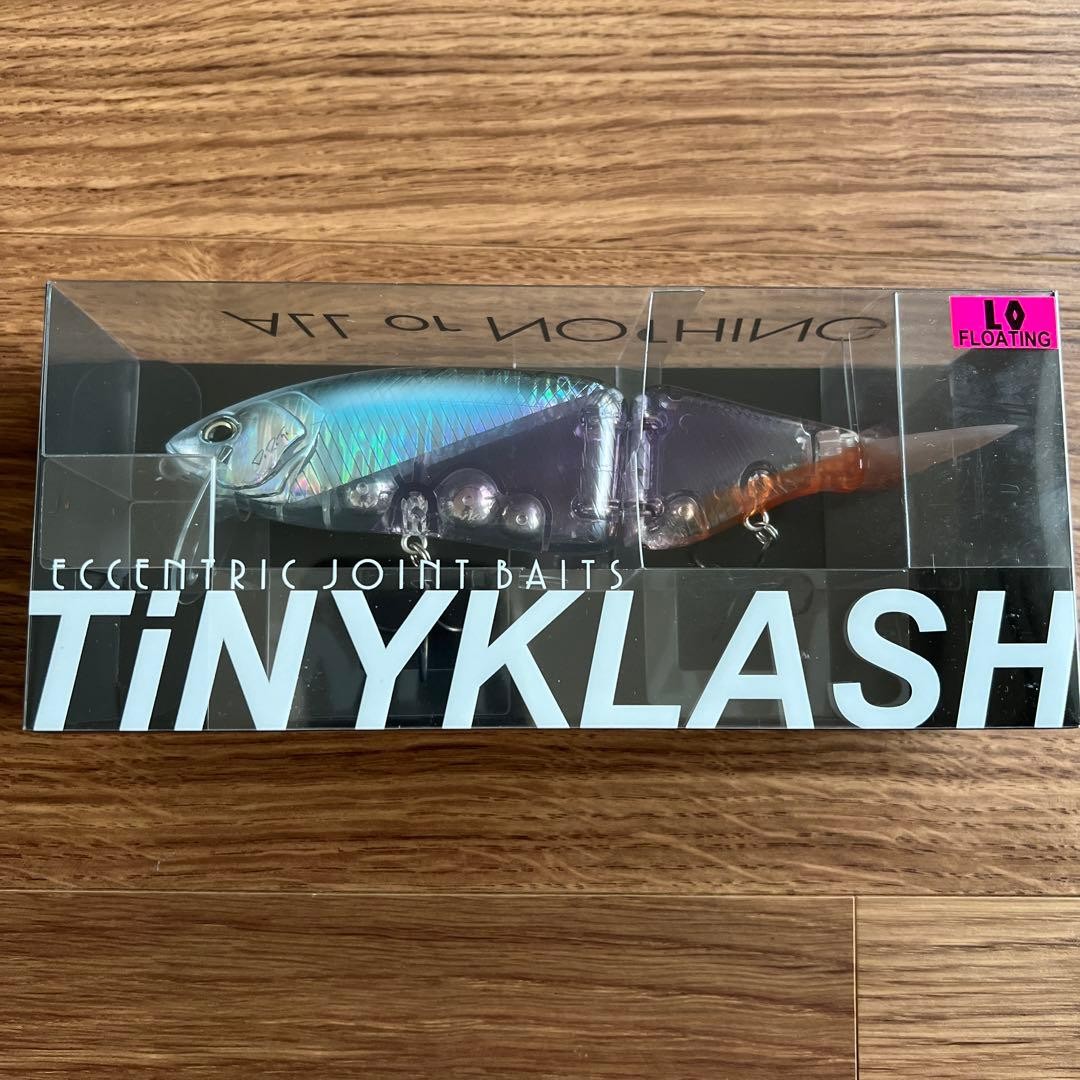 ALL or NOTHING
LO
FLOATING
ECCENTRIC JOINT BAITS
TiNYKLASH